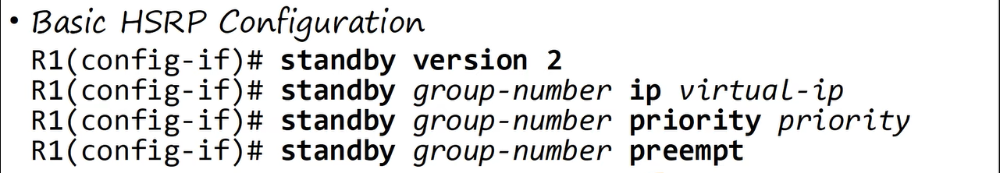 • Basic HSRP Configuration
R1(config-if)# standby version 2
R1(config-if)# standby group-number ip virtual-ip
R1(config-if)# standby group-number priority priority
R1(config-if)# standby group-number preempt